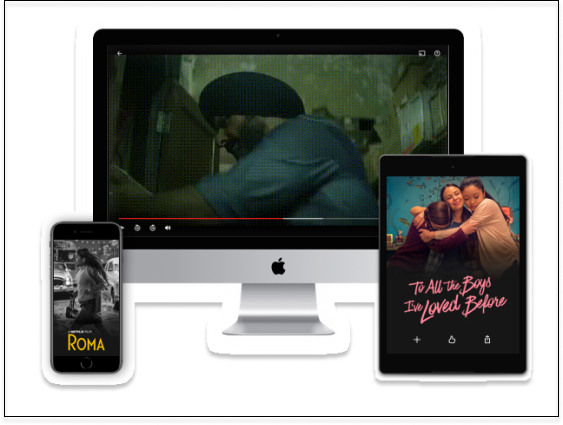 A NETFLIX FILM
ROMA
To All The Boys
I've Loved Before